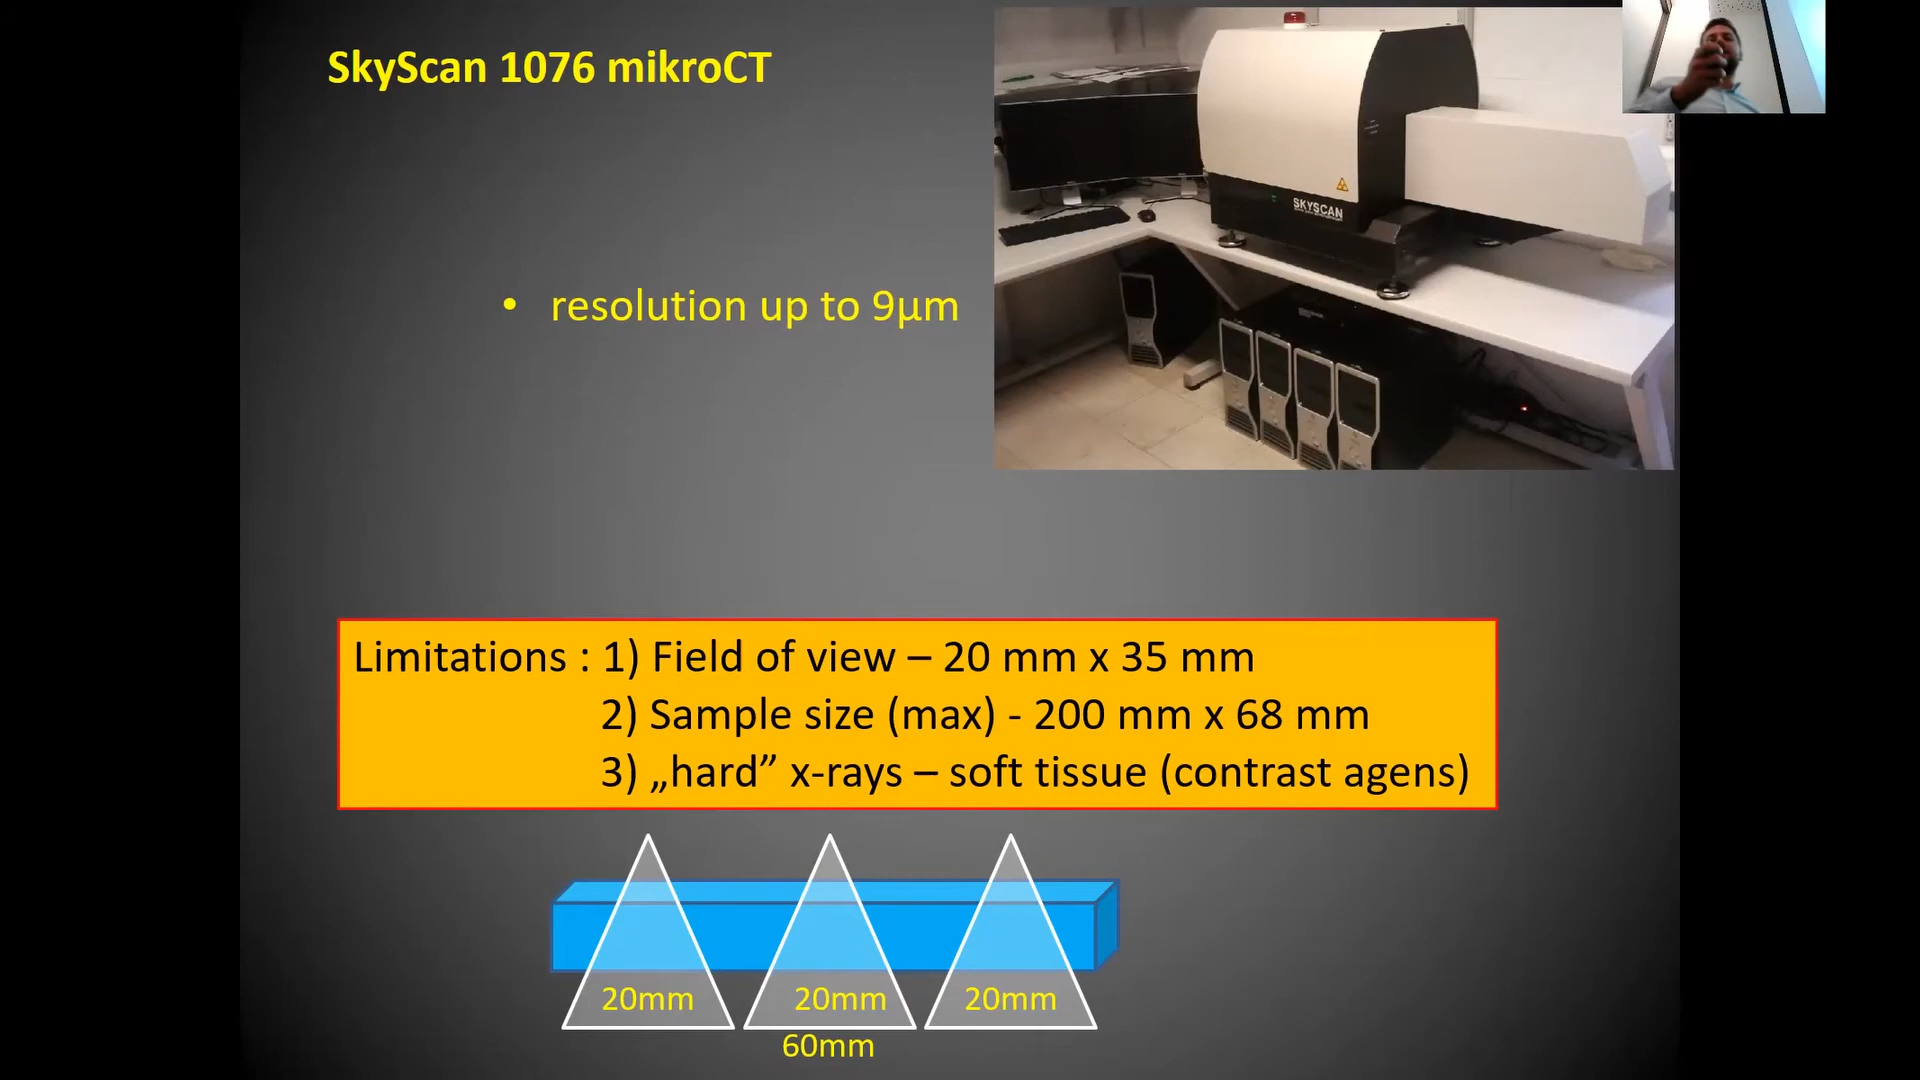 SkyScan 1076 mikroCT
SKYSCAN
• resolution up to 9µm
Limitations : 1) Field of view – 20 mm x 35 mm
2) Sample size (max) - 200 mm x 68 mm
3) „hard” x-rays – soft tissue (contrast agens)
20mm 20mm 20mm
60mm